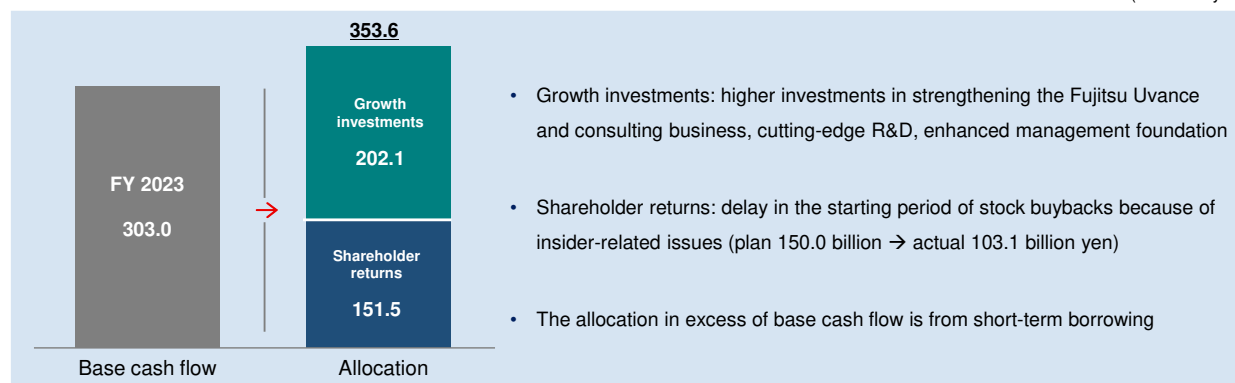 353.6
Growth
investments
202.1
FY 2023
303.0
Shareholder
returns
151.5
Base cash flow
Allocation
• Growth investments: higher investments in strengthening the Fujitsu Uvance
and consulting business, cutting-edge R&D, enhanced management foundation
• Shareholder returns: delay in the starting period of stock buybacks because of
insider-related issues (plan 150.0 billion → actual 103.1 billion yen)
• The allocation in excess of base cash flow is from short-term borrowing